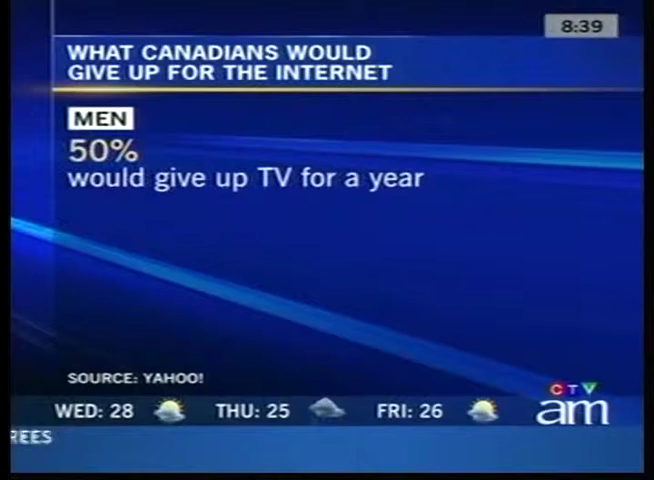 8:39
WHAT CANADIANS WOULD
GIVE UP FOR THE INTERNET
MEN
50%
would give up TV for a year
SOURCE: YAHOO!
CTV
am
WED: 28 THU: 25 FRI: 26
REES